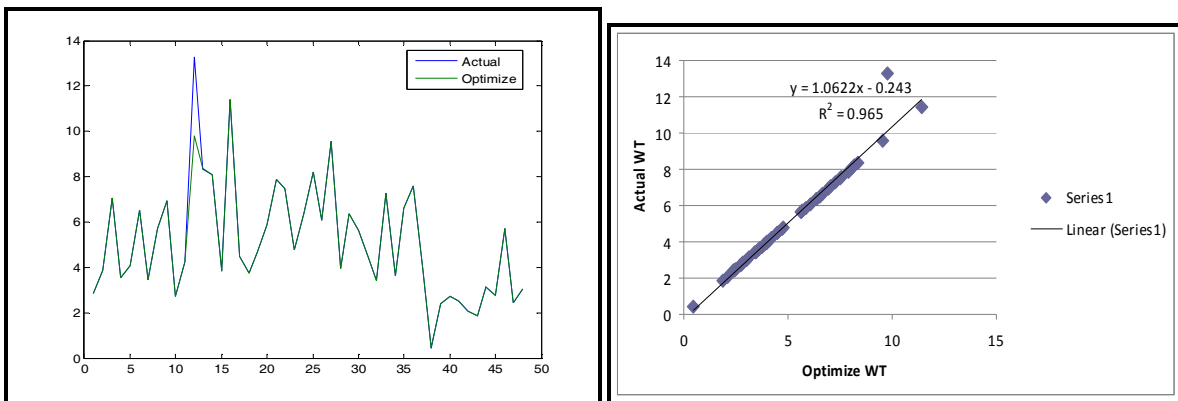 14
12
10
8
6
4
2
0
Actual
Optimize
0 5 10 15 20 25 30 35 40 45 50
14
12
10
8
6
4
2
0
Actual WT
y = 1.0622x - 0.243
R² = 0.965
Series1
Linear (Series1)
0 5 10 15
Optimize WT